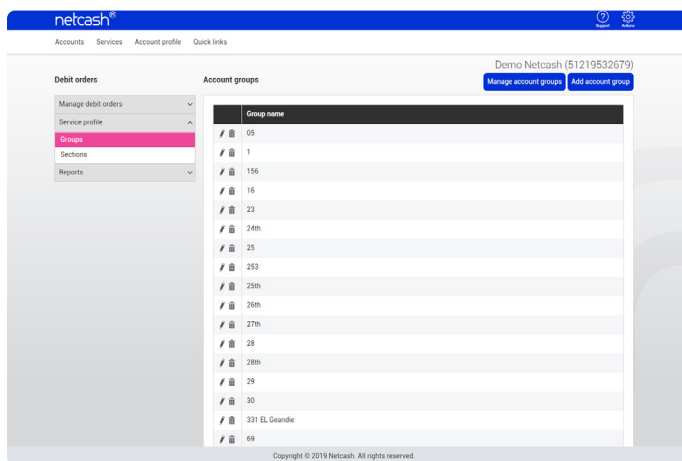 netcash®
Support Actions
Accounts Services Account profile Quick links
Demo Netcash (51219532679)
Debit orders
Account groups
Manage account groups Add account group
Manage debit orders
Service profile
Groups
Sections
Reports
Group name
05
1
156
16
23
24th
25
253
25th
26th
27th
28
28th
29
30
331 EL Geandie
69
Copyright © 2019 Netcash. All rights reserved.